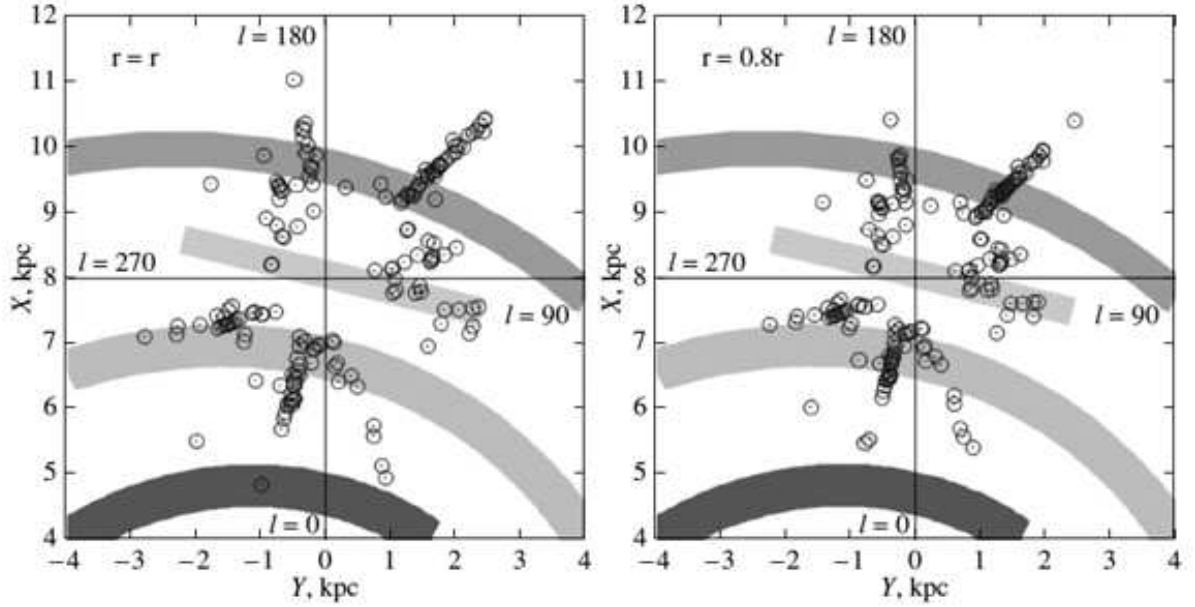 12
l = 180
r = r
11
10
9
X, kpc
8
l = 270
l = 90
7
6
5
l = 0
4
−4 −3 −2 −1 0 1 2 3 4
Y, kpc
12
l = 180
r = 0.8r
11
10
9
X, kpc
8
l = 270
l = 90
7
6
5
l = 0
4
−4 −3 −2 −1 0 1 2 3 4
Y, kpc